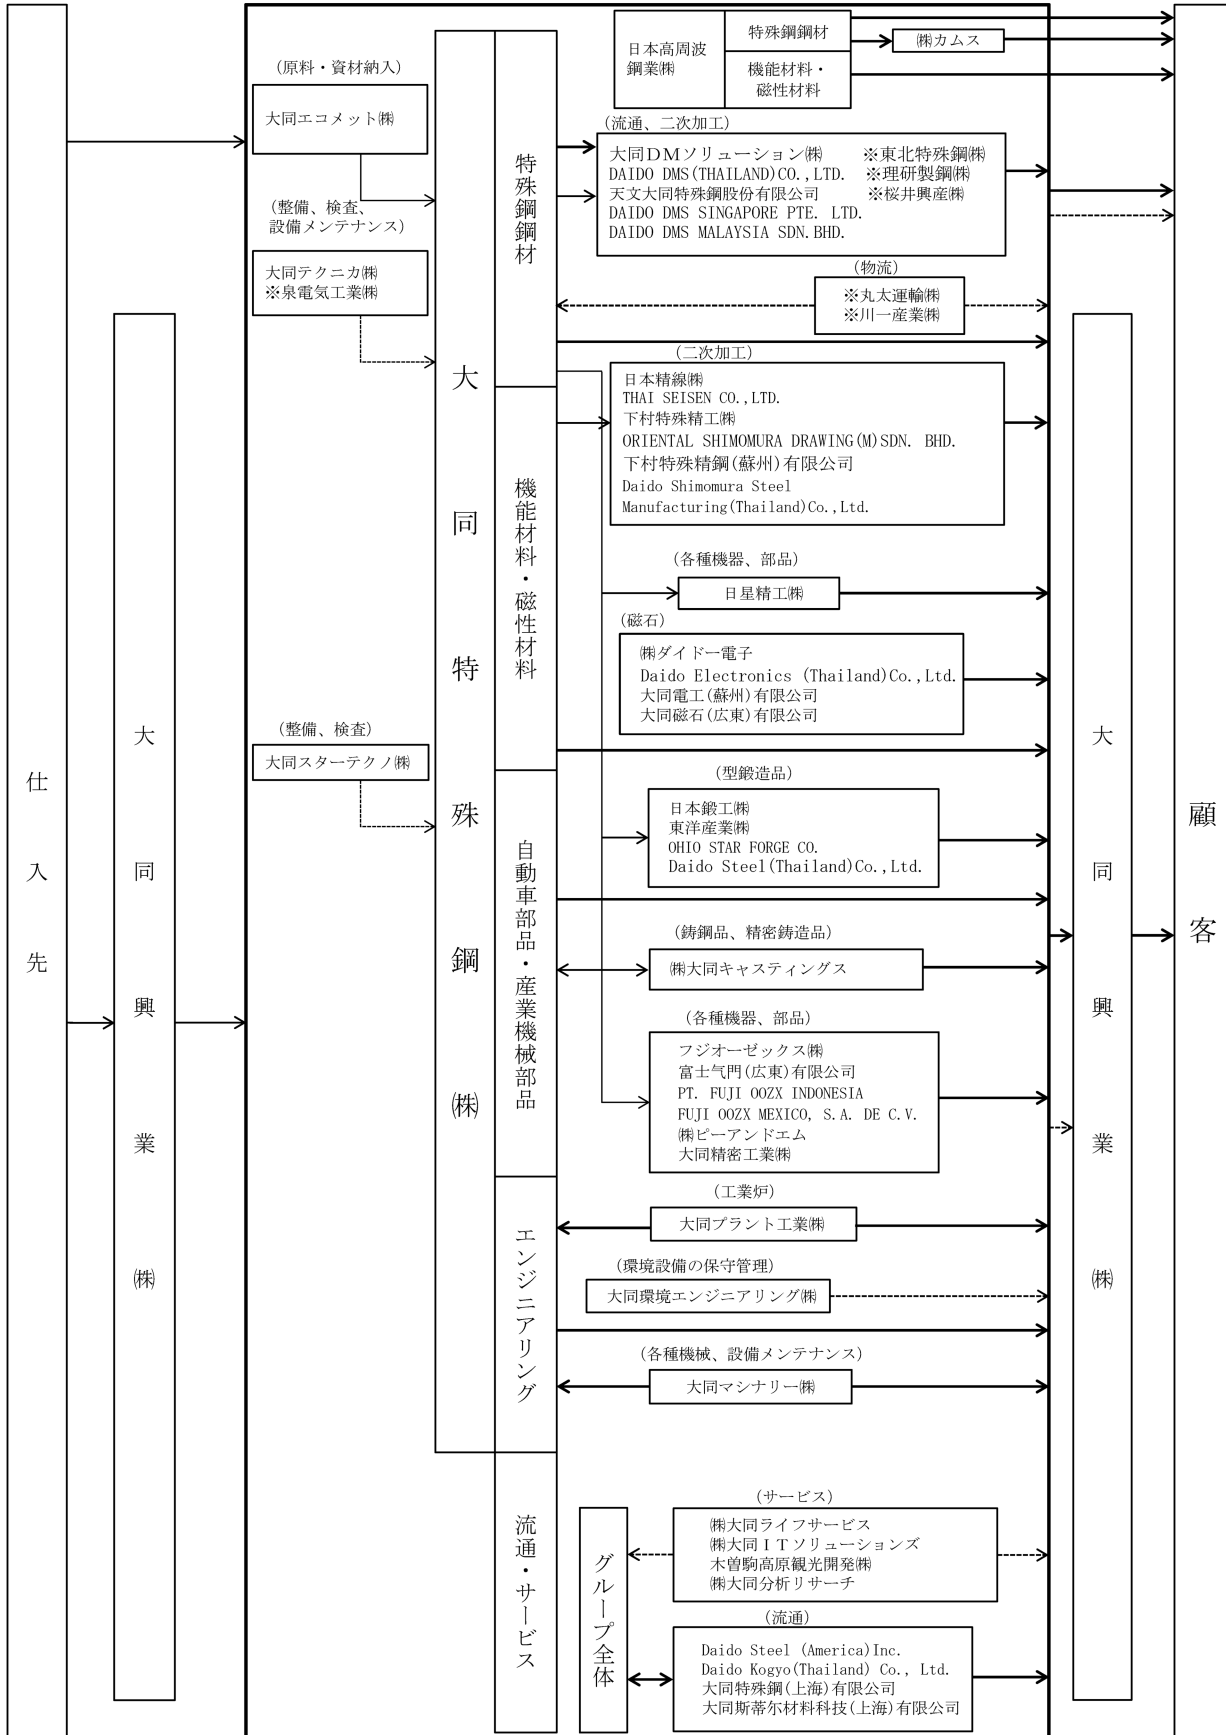 仕入先
大同興業㈱
(原料・資材納入)
大同エコメット㈱
(整備、検査、
設備メンテナンス)
大同テクニカ㈱
※泉電気工業㈱
(整備、検査)
大同スターテクノ㈱
大同特殊鋼㈱
特殊鋼鋼材
機能材料・磁性材料
自動車部品・産業機械部品
エンジニアリング
流通・サービス
日本高周波
鋼業㈱
特殊鋼鋼材
機能材料・
磁性材料
㈱カムス
(流通、二次加工)
大同DMソリューション㈱ ※東北特殊鋼㈱
DAIDO DMS(THAILAND)CO.,LTD. ※理研製鋼㈱
天文大同特殊鋼股份有限公司 ※桜井興産㈱
DAIDO DMS SINGAPORE PTE. LTD.
DAIDO DMS MALAYSIA SDN.BHD.
(物流)
※丸太運輸㈱
※川一産業㈱
(二次加工)
日本精線㈱
THAI SEISEN CO.,LTD.
下村特殊精工㈱
ORIENTAL SHIMOMURA DRAWING(M)SDN. BHD.
下村特殊精鋼(蘇州)有限公司
Daido Shimomura Steel
Manufacturing(Thailand)Co.,Ltd.
(各種機器、部品)
日星精工㈱
(磁石)
㈱ダイドー電子
Daido Electronics (Thailand)Co.,Ltd.
大同電工(蘇州)有限公司
大同磁石(広東)有限公司
(型鍛造品)
日本鍛工㈱
東洋産業㈱
OHIO STAR FORGE CO.
Daido Steel(Thailand)Co.,Ltd.
(鋳鋼品、精密鋳造品)
㈱大同キャスティングス
(各種機器、部品)
フジオーゼックス㈱
富士气門(広東)有限公司
PT. FUJI OOZX INDONESIA
FUJI OOZX MEXICO, S.A. DE C.V.
㈱ピーアンドエム
大同精密工業㈱
(工業炉)
大同プラント工業㈱
(環境設備の保守管理)
大同環境エンジニアリング㈱
(各種機械、設備メンテナンス)
大同マシナリー㈱
グループ全体
(サービス)
㈱大同ライフサービス
㈱大同ITソリューションズ
木曽駒高原観光開発㈱
㈱大同分析リサーチ
(流通)
Daido Steel (America)Inc.
Daido Kogyo(Thailand) Co., Ltd.
大同特殊鋼(上海)有限公司
大同斯蒂尓材料科技(上海)有限公司
大同興業㈱
顧客